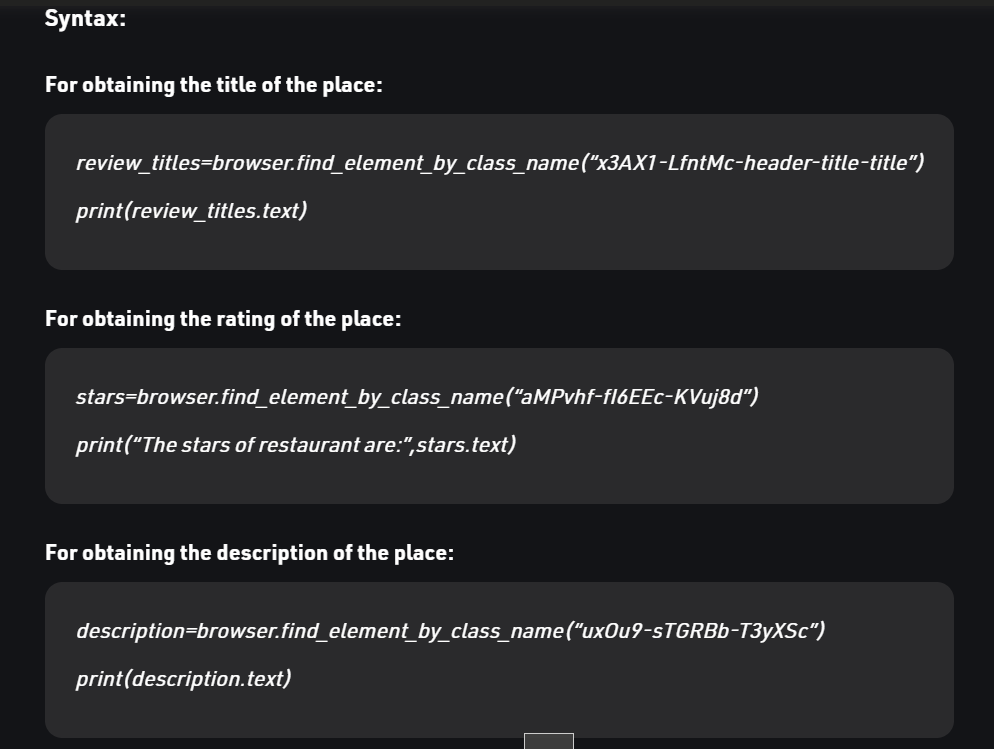 Syntax:
For obtaining the title of the place:
review_titles=browser.find_element_by_class_name(“x3AX1-LfntMc-header-title-title”)
print(review_titles.text)
For obtaining the rating of the place:
stars=browser.find_element_by_class_name(“aMPvhf-fI6EEc-KVuj8d”)
print(“The stars of restaurant are:”,stars.text)
For obtaining the description of the place:
description=browser.find_element_by_class_name(“uxOu9-sTGRBb-T3yXSc”)
print(description.text)